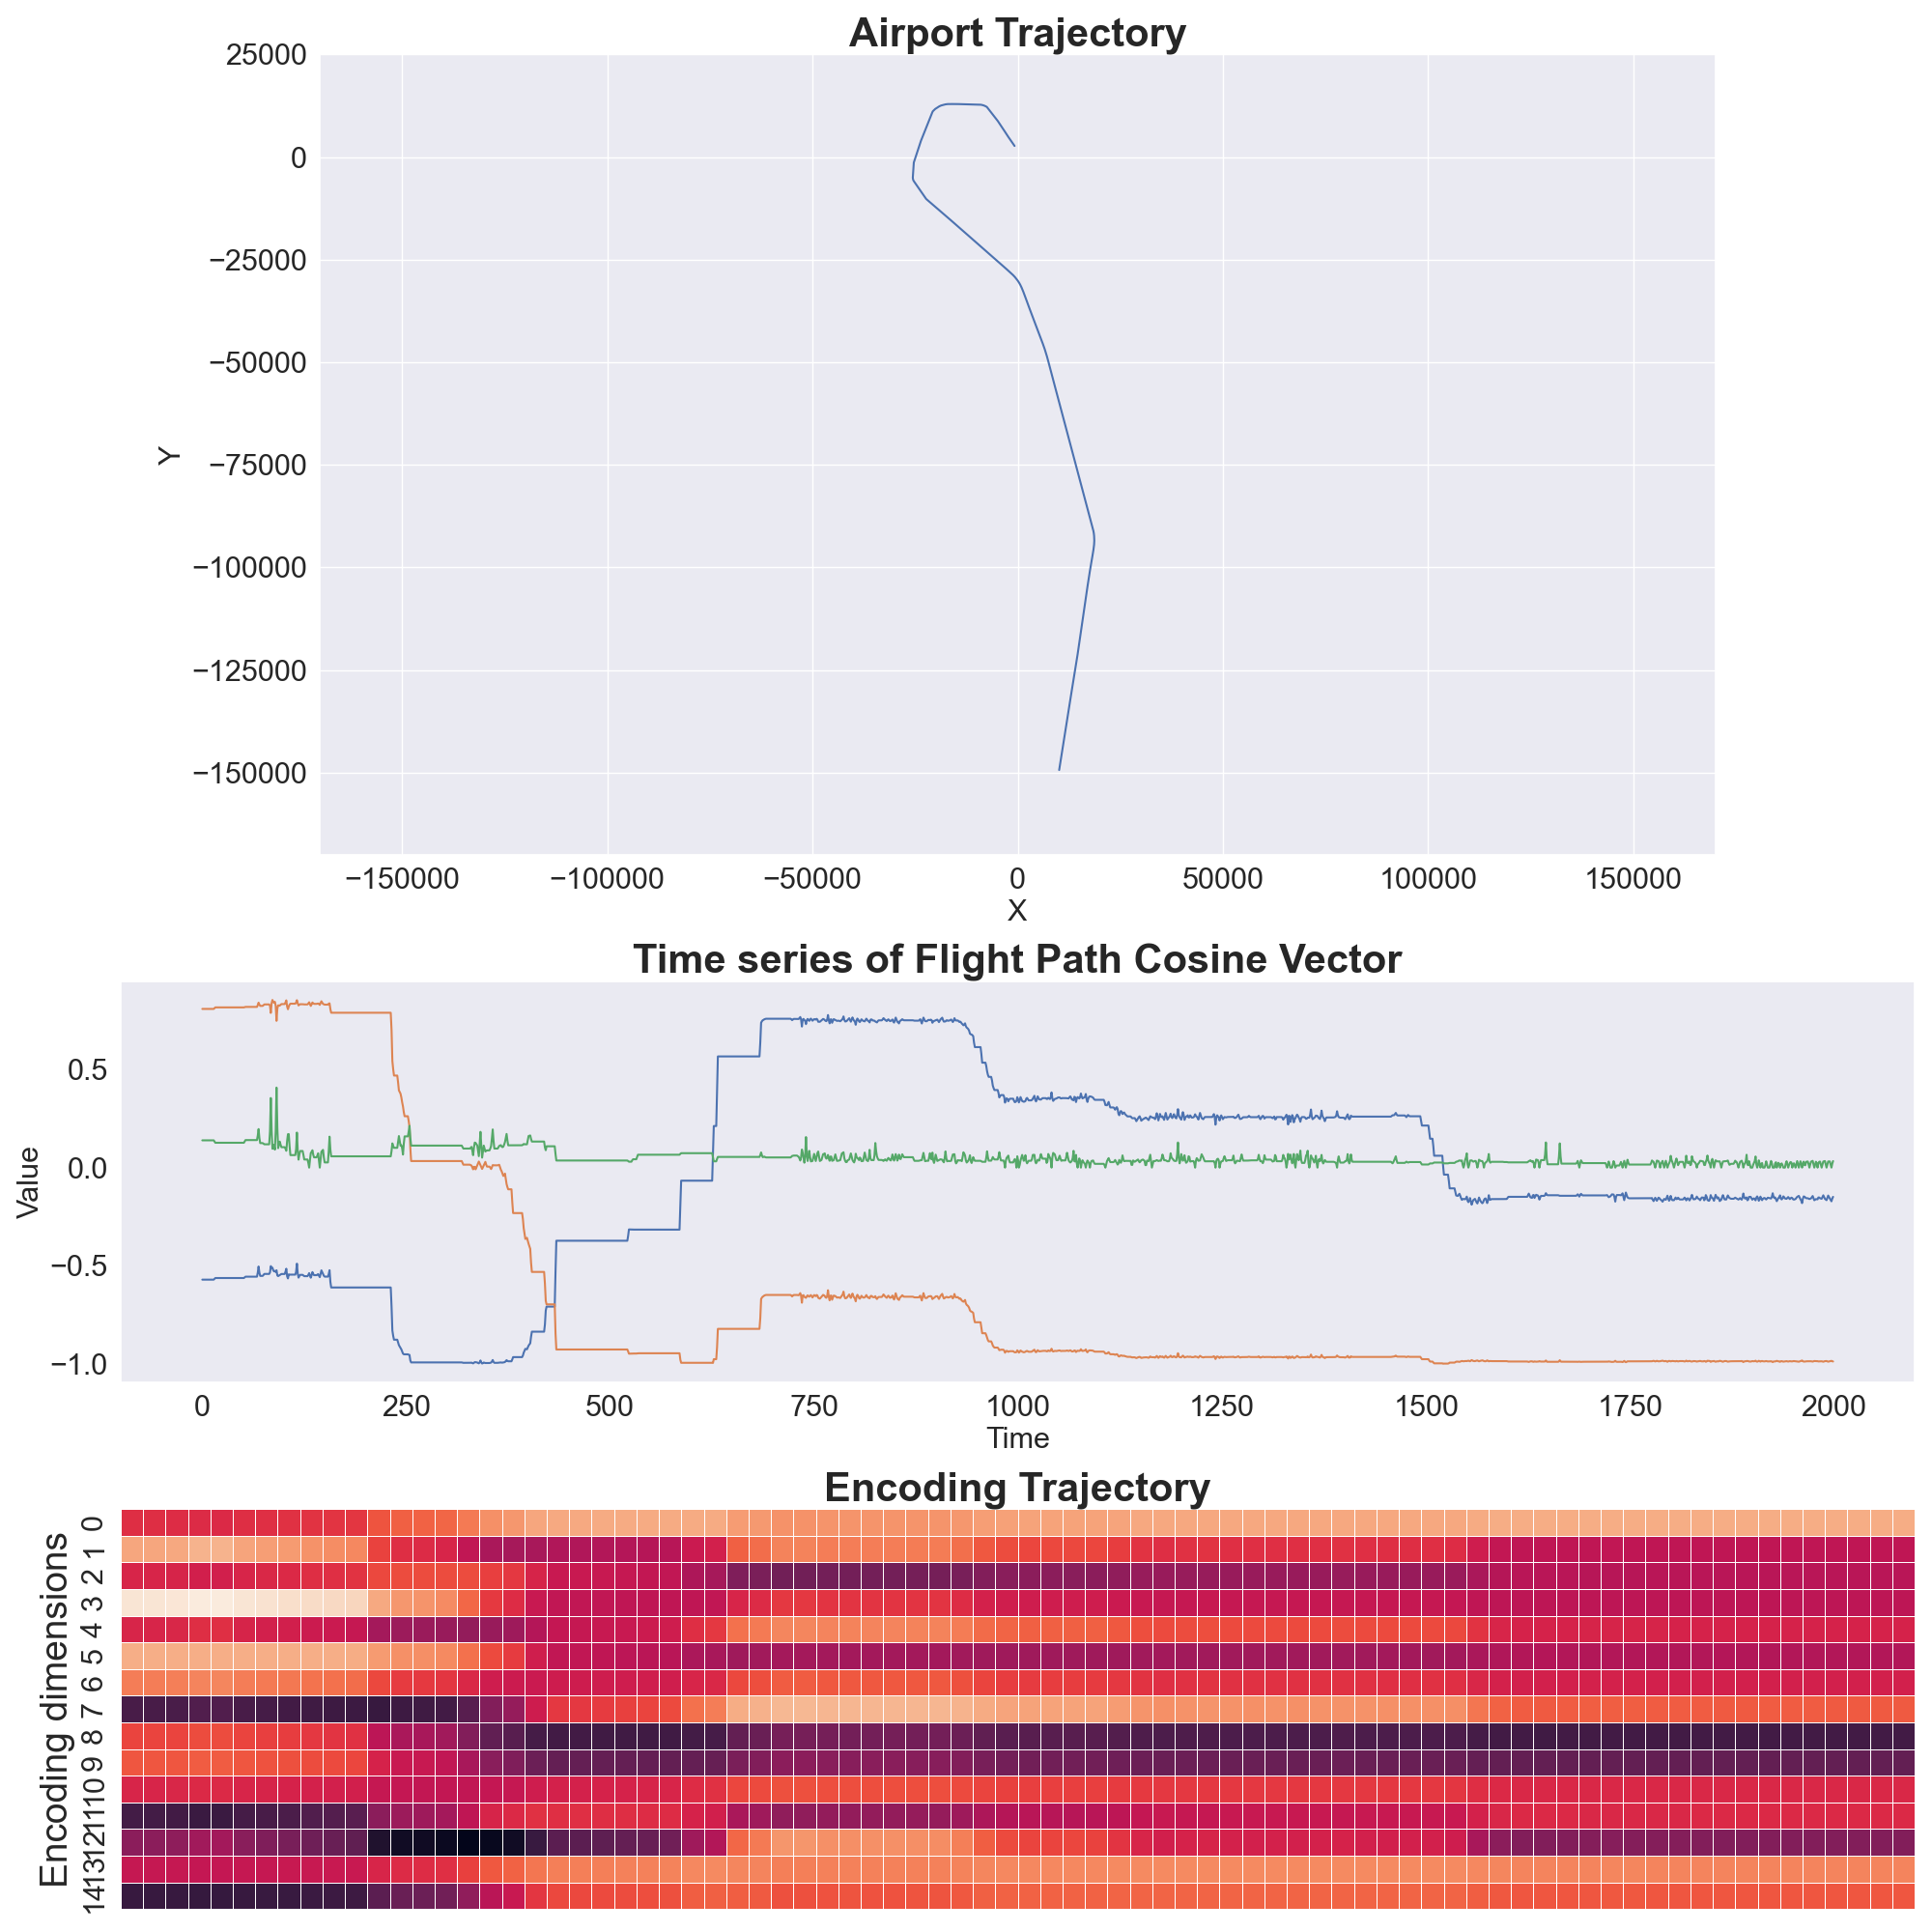 Airport Trajectory
25000
0
−25000
−50000
−75000
−100000
−125000
−150000
Y
−150000 −100000 −50000 0 50000 100000 150000
X
Time series of Flight Path Cosine Vector
0.5
0.0
−0.5
−1.0
Value
0 250 500 750 1000 1250 1500 1750 2000
Time
Encoding Trajectory
Encoding dimensions
0
1
2
3
4
5
6
7
8
9
10
11
12
13
14